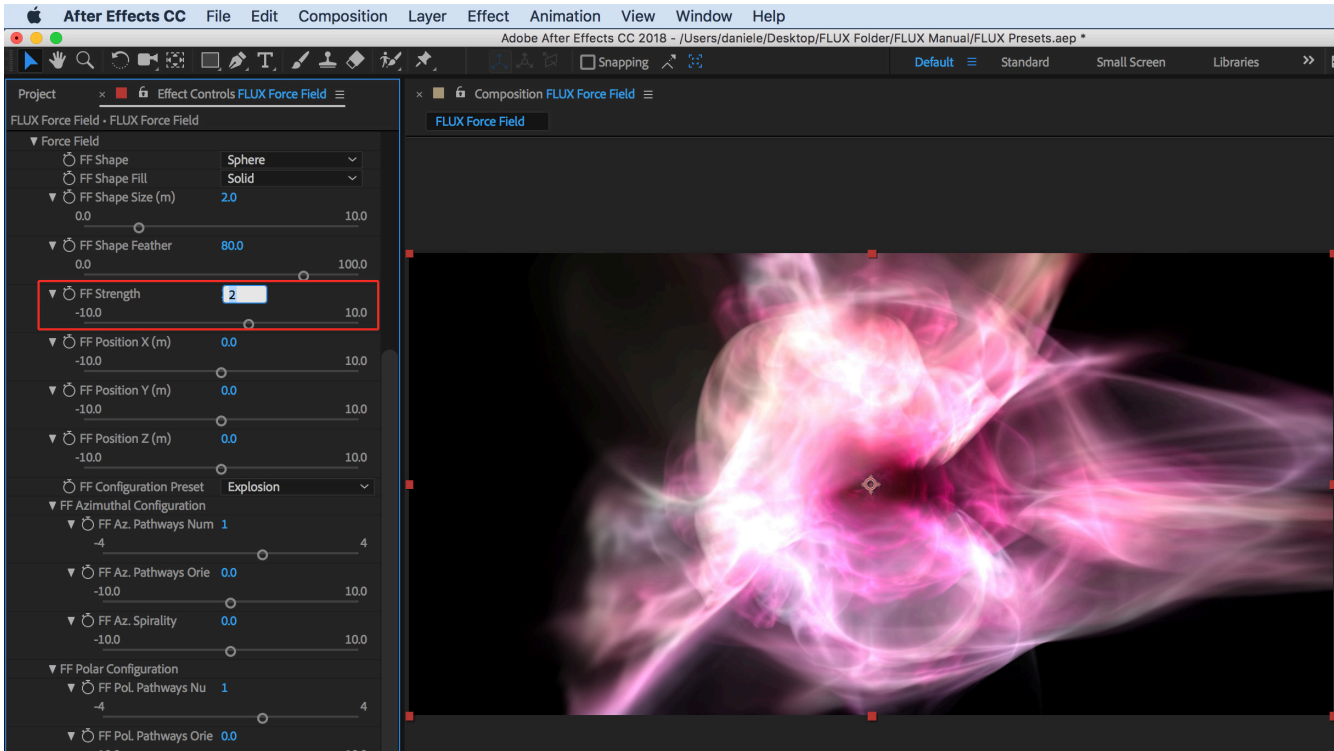 After Effects CC File Edit Composition Layer Effect Animation View Window Help
Adobe After Effects CC 2018 - /Users/daniele/Desktop/FLUX Folder/FLUX Manual/FLUX Presets.aep *
Snapping Default Standard Small Screen Libraries
Project Effect Controls FLUX Force Field
Composition FLUX Force Field
FLUX Force Field • FLUX Force Field
FLUX Force Field
Force Field
FF Shape Sphere
FF Shape Fill Solid
FF Shape Size (m) 2.0
0.0 10.0
FF Shape Feather 80.0
0.0 100.0
FF Strength 2
-10.0 10.0
FF Position X (m) 0.0
-10.0 10.0
FF Position Y (m) 0.0
-10.0 10.0
FF Position Z (m) 0.0
-10.0 10.0
FF Configuration Preset Explosion
FF Azimuthal Configuration
FF Az. Pathways Num 1
-4 4
FF Az. Pathways Orie 0.0
-10.0 10.0
FF Az. Spirality 0.0
-10.0 10.0
FF Polar Configuration
FF Pol. Pathways Nu 1
-4 4
FF Pol. Pathways Orie 0.0